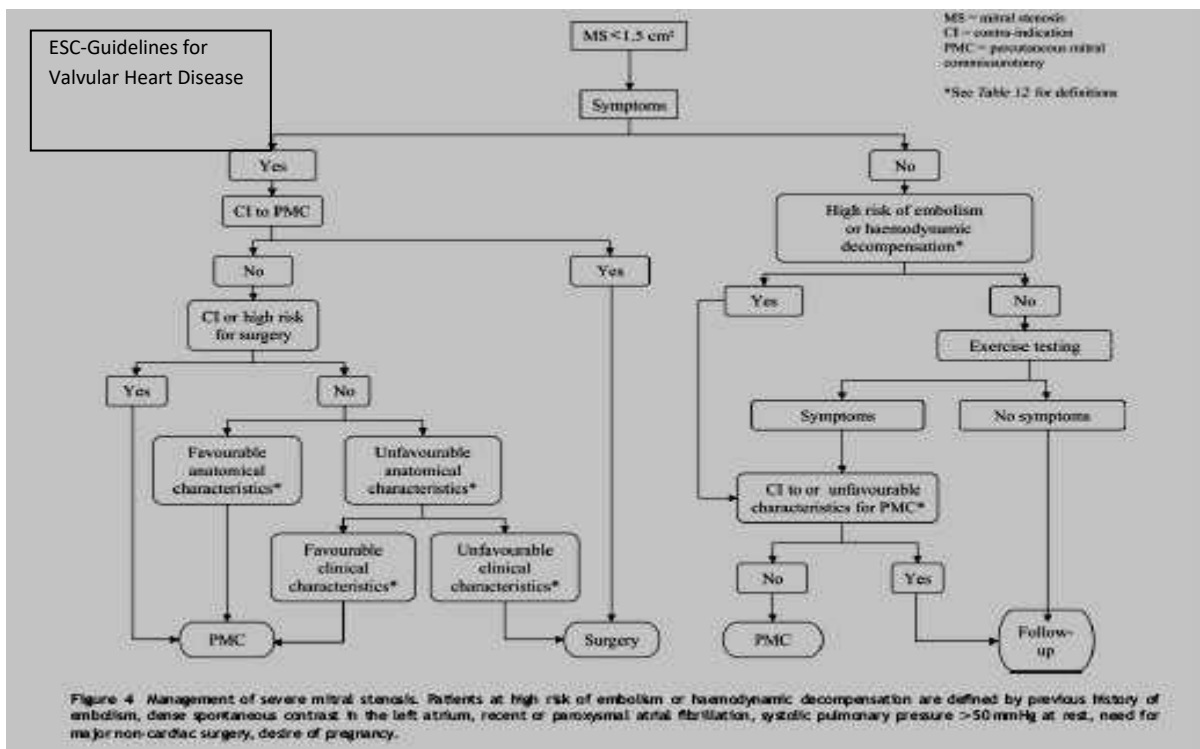 ESC-Guidelines for
Valvular Heart Disease
MS <1.5 cm²
MS = mitral stenosis
CI = contra-indication
PMC = percutaneous mitral
commissurotomy
*See Table 12 for definitions
Symptoms
Yes
No
CI to PMC
High risk of embolism
or haemodynamic
decompensation*
No
Yes
Yes
No
CI or high risk
for surgery
Exercise testing
Yes
No
Symptoms
No symptoms
Favourable
anatomical
characteristics*
Unfavourable
anatomical
characteristics*
CI to or unfavourable
characteristics for PMC*
Favourable
clinical
characteristics*
Unfavourable
clinical
characteristics*
No
Yes
PMC
Surgery
PMC
Follow-
up
Figure 4 Management of severe mitral stenosis. Patients at high risk of embolism or haemodynamic decompensation are defined by previous history of
embolism, dense spontaneous contrast in the left atrium, recent or paroxysmal atrial fibrillation, systolic pulmonary pressure >50 mmHg at rest, need for
major non-cardiac surgery, desire of pregnancy.